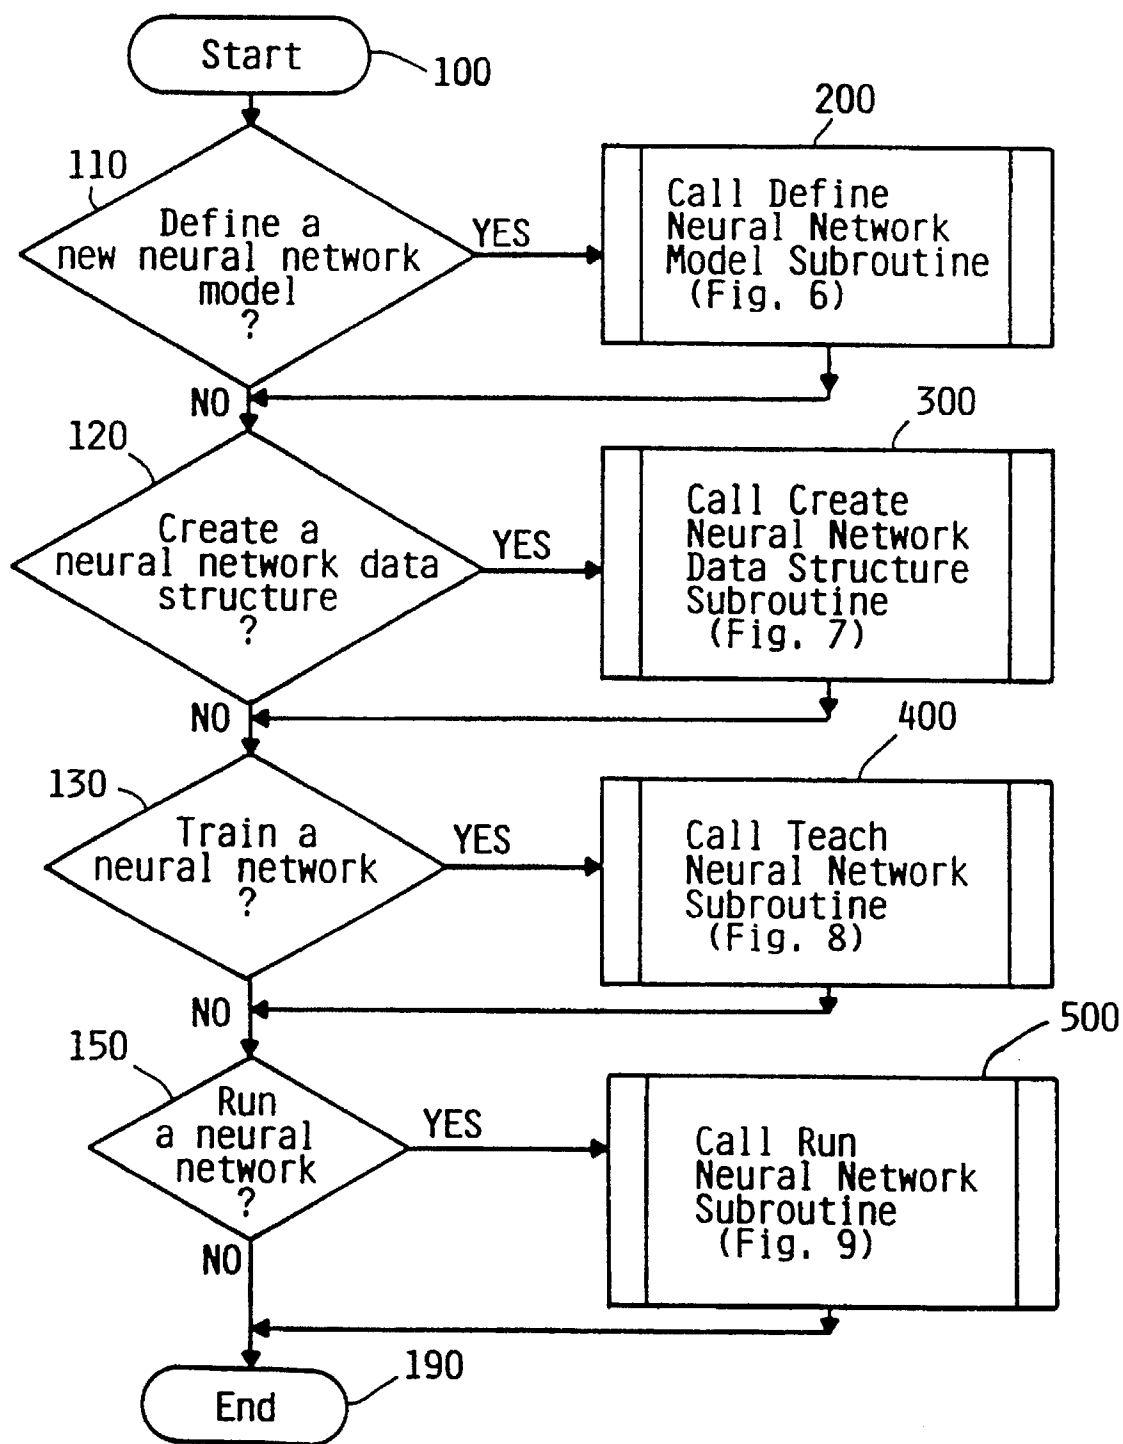 Start
100
200
110
Define a
new neural network
model
?
YES
Call Define
Neural Network
Model Subroutine
(Fig. 6)
NO
300
120
Create a
neural network data
structure
?
YES
Call Create
Neural Network
Data Structure
Subroutine
(Fig. 7)
NO
400
130
Train a
neural network
?
YES
Call Teach
Neural Network
Subroutine
(Fig. 8)
NO
500
150
Run
a neural
network
?
YES
Call Run
Neural Network
Subroutine
(Fig. 9)
NO
190
End